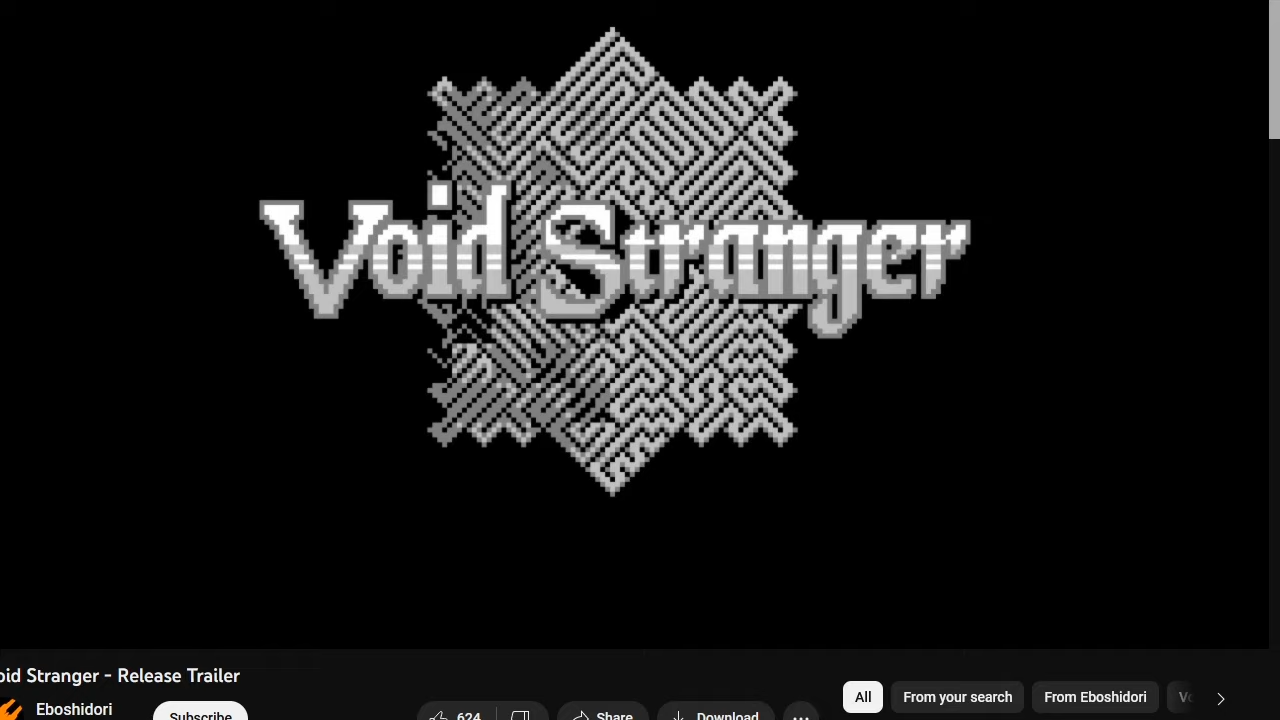 Void Stranger
oid Stranger - Release Trailer
Eboshidori
Subscribe
624
Share
Download
All
From your search
From Eboshidori